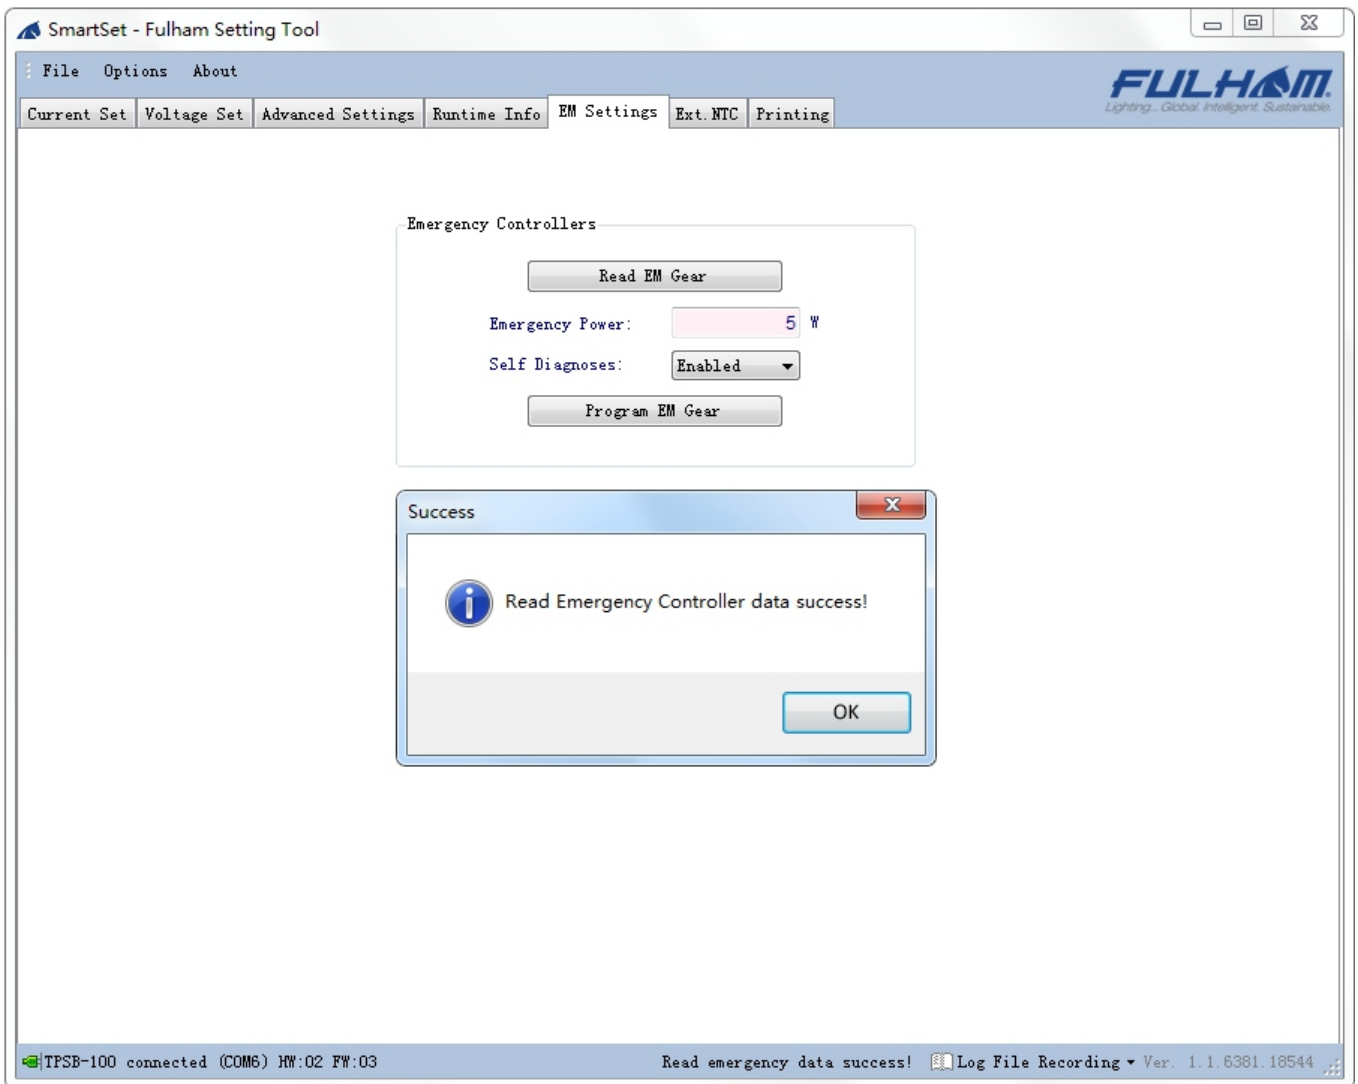 SmartSet - Fulham Setting Tool
File Options About
FULHAM.
Lighting...Global. Intelligent. Sustainable.
Current Set Voltage Set Advanced Settings Runtime Info EM Settings Ext.NTC Printing
Emergency Controllers
Read EM Gear
Emergency Power: 5 W
Self Diagnoses: Enabled
Program EM Gear
Success
Read Emergency Controller data success!
OK
TPSB-100 connected (COM6) HW:02 FW:03 Read emergency data success! Log File Recording Ver. 1.1.6381.18544